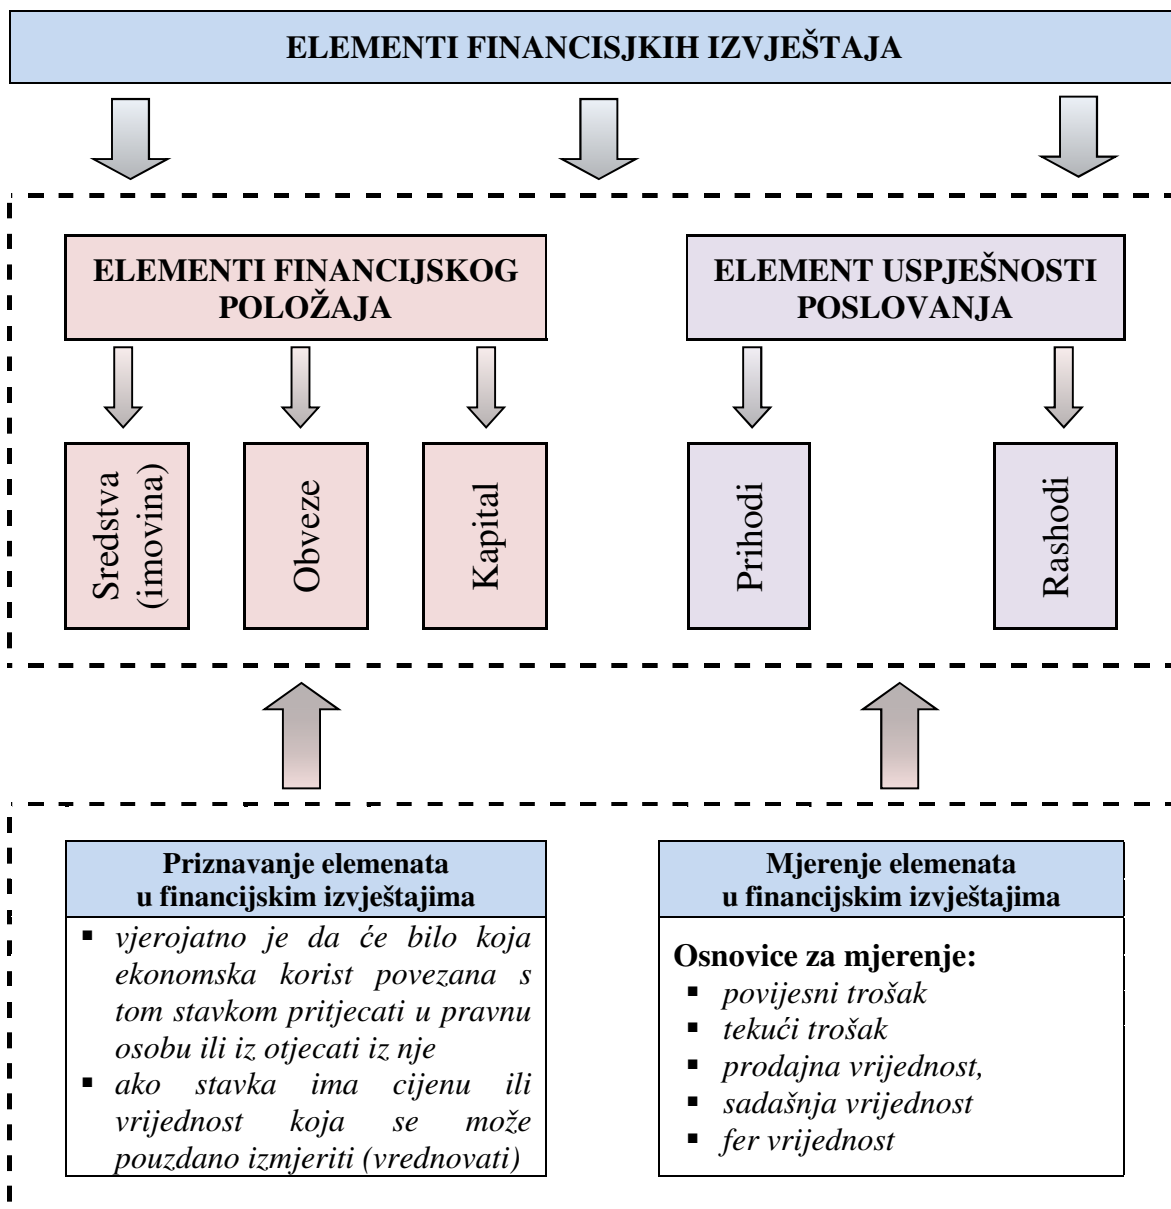 ELEMENTI FINANCISJKIH IZVJEŠTAJA
ELEMENTI FINANCIJSKOG
POLOŽAJA
ELEMENT USPJEŠNOSTI
POSLOVANJA
Sredstva
(imovina)
Obveze
Kapital
Prihodi
Rashodi
Priznavanje elemenata
u financijskim izvještajima
▪ vjerojatno je da će bilo koja
ekonomska korist povezana s
tom stavkom pritjecati u pravnu
osobu ili iz otjecati iz nje
▪ ako stavka ima cijenu ili
vrijednost koja se može
pouzdano izmjeriti (vrednovati)
Mjerenje elemenata
u financijskim izvještajima
Osnovice za mjerenje:
▪ povijesni trošak
▪ tekući trošak
▪ prodajna vrijednost,
▪ sadašnja vrijednost
▪ fer vrijednost